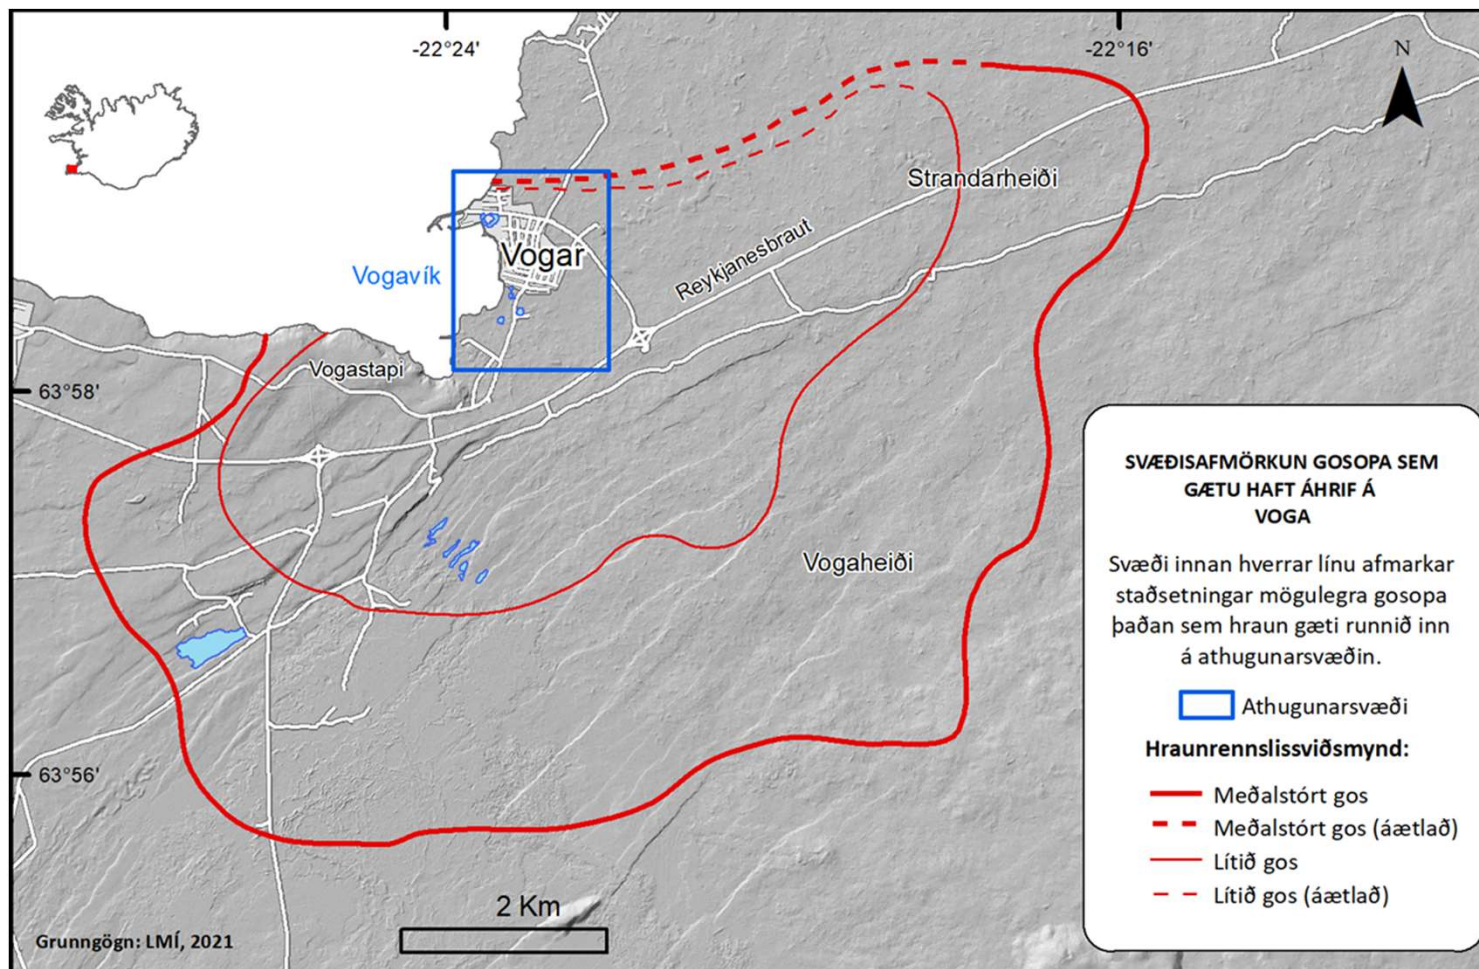 -22°24'
-22°16'
N
Strandarheiði
Vogar
Reykjanesbraut
Vogavík
Vogastapi
63°58'
SVÆÐISAFMÖRKUN GOSOPA SEM
GÆTU HAFT ÁHRIF Á
VOGA
Svæði innan hverrar línu afmarkar
staðsetningar mögulegra gosopa
þaðan sem hraun gæti runnið inn
á athugunarsvæðin.
Athugunarsvæði
Hraunrennslissviðsmynd:
Meðalstórt gos
Meðalstórt gos (áætlað)
Lítið gos
Lítið gos (áætlað)
Vogaheiði
63°56'
2 Km
Grunngögn: LMÍ, 2021